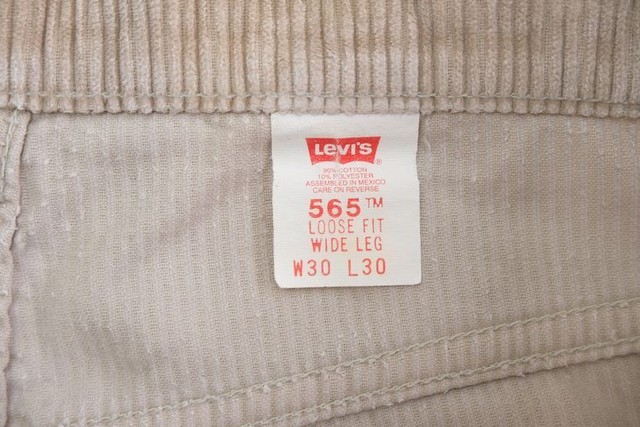 LEVI'S ®
90% COTTON
10% POLYESTER
ASSEMBLED IN MEXICO
CARE ON REVERSE
565™
LOOSE FIT
WIDE LEG
W30 L30